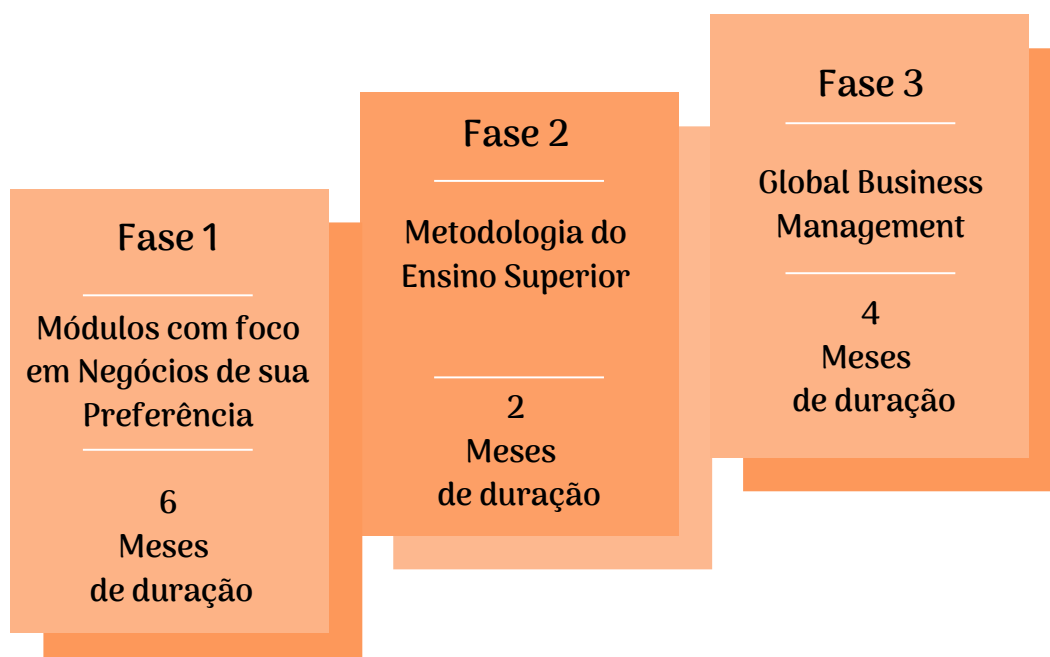 Fase 1
Módulos com foco
em Negócios de sua
Preferência
6
Meses
de duração
Fase 2
Metodologia do
Ensino Superior
2
Meses
de duração
Fase 3
Global Business
Management
4
Meses
de duração